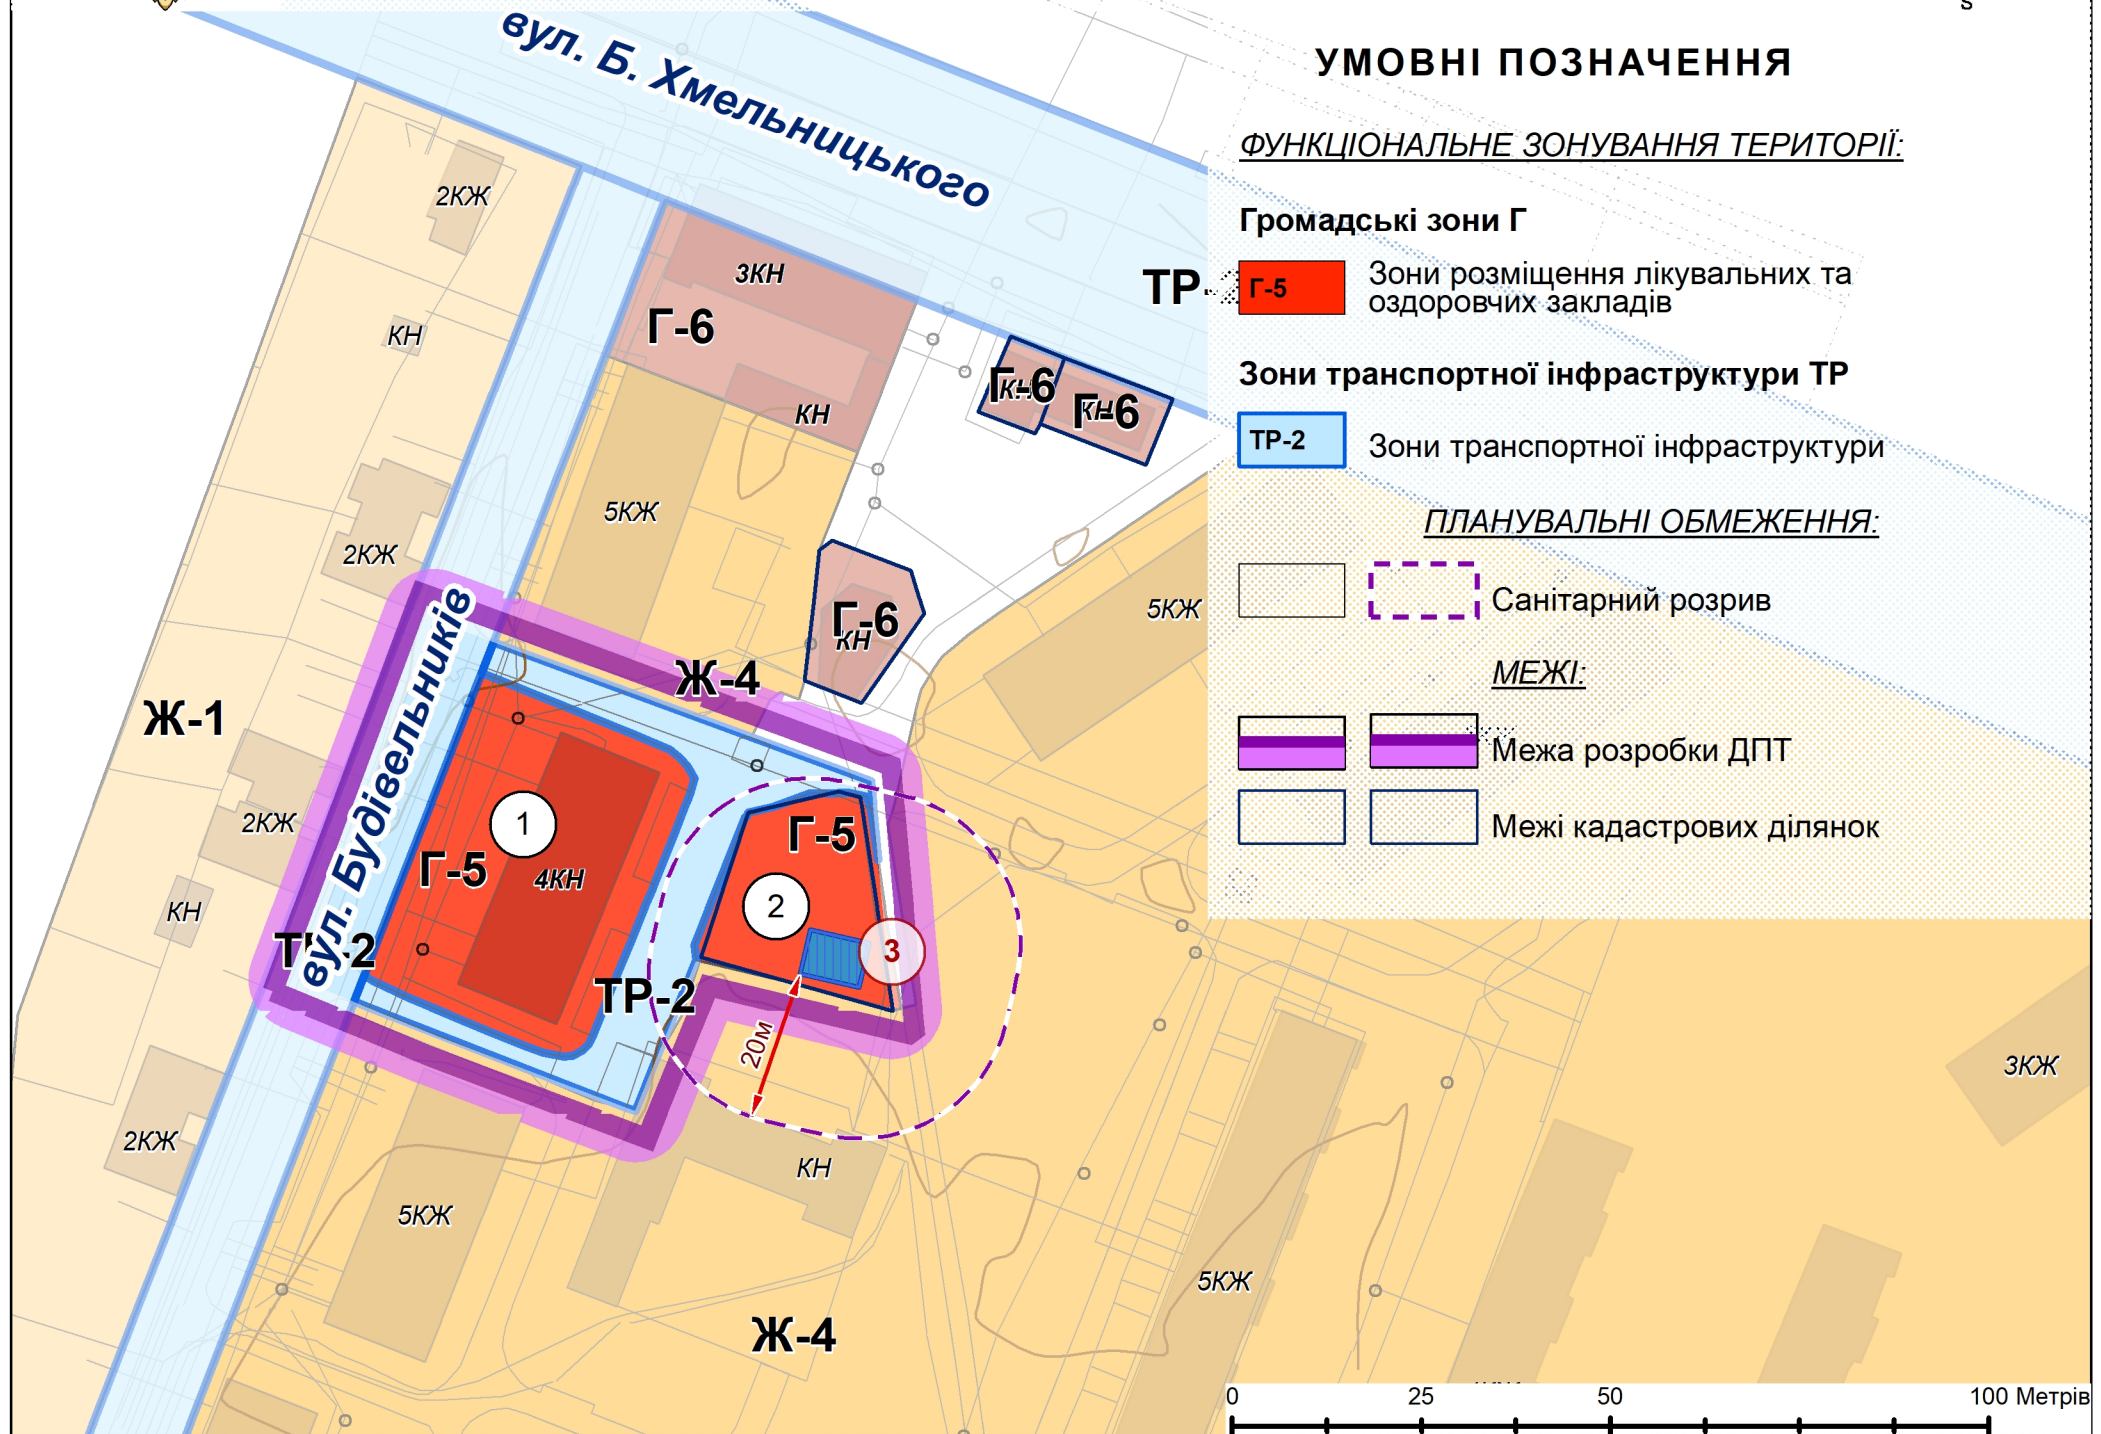 S
вул. Б. Хмельницького
УМОВНІ ПОЗНАЧЕННЯ
ФУНКЦІОНАЛЬНЕ ЗОНУВАННЯ ТЕРИТОРІЇ:
Громадські зони Г
Г-5
Зони розміщення лікувальних та
оздоровчих закладів
Зони транспортної інфраструктури ТР
ТР-2
Зони транспортної інфраструктури
ПЛАНУВАЛЬНІ ОБМЕЖЕННЯ:
Санітарний розрив
МЕЖІ:
Межа розробки ДПТ
Межі кадастрових ділянок
2КЖ
3КН
Г-6
ТР-
КН
КН
Г-6
КН
Г-6
КН
5КЖ
2КЖ
Г-6
КН
5КЖ
вул. Будівельників
Ж-4
Ж-1
2КЖ
1
Г-5
4КН
Г-5
2
3
КН
ТР-2
ТР-2
20м
3КЖ
2КЖ
КН
5КЖ
5КЖ
Ж-4
0
25
50
100 Метрів